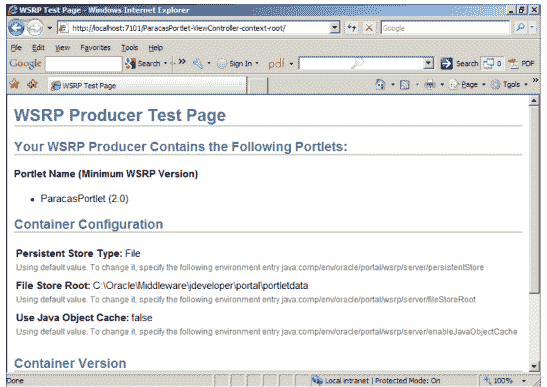 WSRP Test Page - Windows Internet Explorer
http://localhost:7101/ParacasPortlet-ViewController-context-root/
Google
File Edit View Favorites Tools Help
Google Search Sign In pdf Search 0 PDF
WSRP Test Page Page Tools
WSRP Producer Test Page
Your WSRP Producer Contains the Following Portlets:
Portlet Name (Minimum WSRP Version)
ParacasPortlet (2.0)
Container Configuration
Persistent Store Type: File
Using default value. To change it, specify the following environment entry java:comp/env/oracle/portal/wsrp/server/persistentStore
File Store Root: C:\Oracle\Middleware\jdeveloper\portal\portletdata
Using default value. To change it, specify the following environment entry java:comp/env/oracle/portal/wsrp/server/fileStoreRoot
Use Java Object Cache: false
Using default value. To change it, specify the following environment entry java:comp/env/oracle/portal/wsrp/server/enableJavaObjectCache
Container Version
Done Local intranet | Protected Mode: On 100%